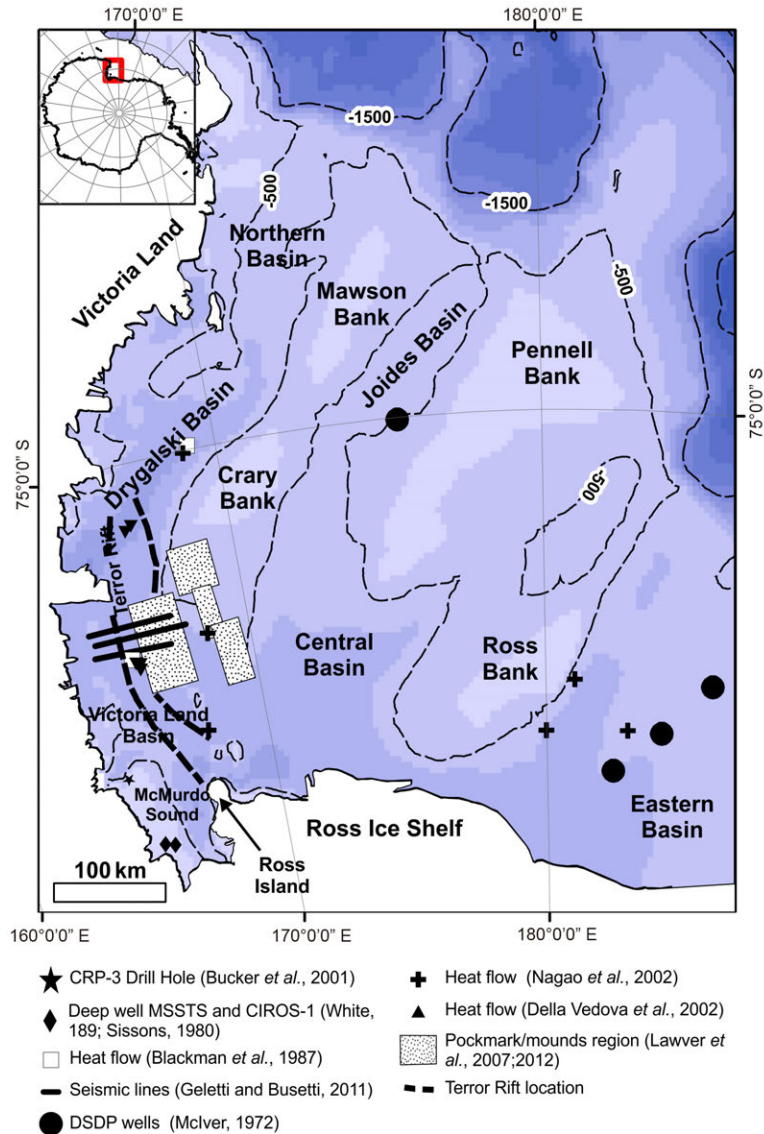 170°0'0" E
180°0'0" E
-1500
-500
-1500
Northern
Basin
Victoria Land
-500
Mawson
Bank
Joides Basin
Pennell
Bank
Drygalski Basin
75°0'0" S
75°0'0" S
Crary
Bank
-500
Terror Rift
Central
Basin
Ross
Bank
Victoria Land
Basin
McMurdo
Sound
Ross Ice Shelf
Eastern
Basin
Ross
Island
100 km
160°0'0" E
170°0'0" E
180°0'0" E
CRP-3 Drill Hole (Bucker et al., 2001)
Deep well MSSTS and CIROS-1 (White,
189; Sissons, 1980)
Heat flow (Blackman et al., 1987)
Seismic lines (Geletti and Busetti, 2011)
DSDP wells (McIver, 1972)
Heat flow (Nagao et al., 2002)
Heat flow (Della Vedova et al., 2002)
Pockmark/mounds region (Lawver et
al., 2007;2012)
Terror Rift location